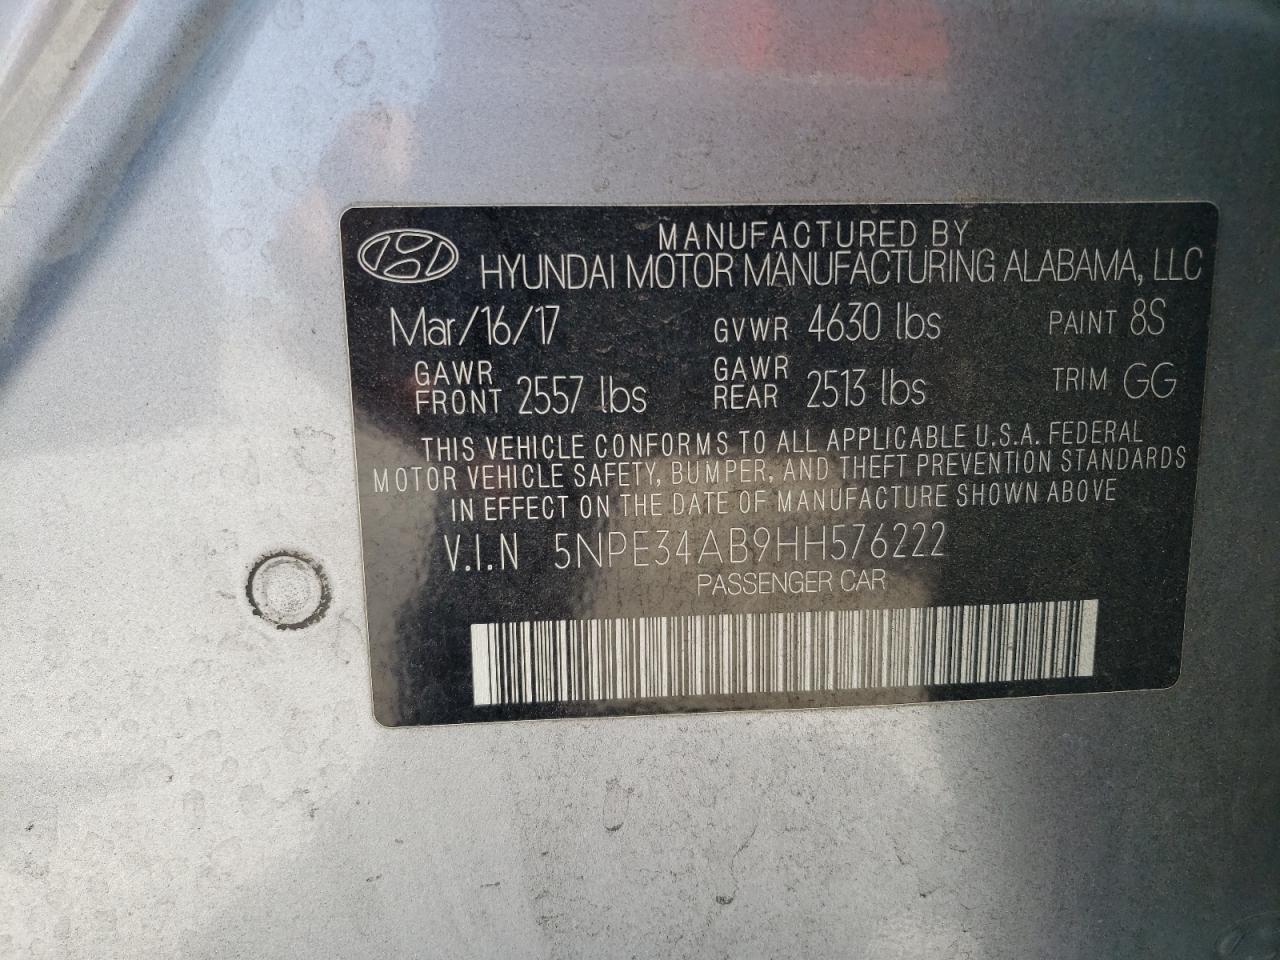 MANUFACTURED BY
HYUNDAI MOTOR MANUFACTURING ALABAMA, LLC
Mar/16/17 GVWR 4630 lbs PAINT 8S
GAWR FRONT 2557 lbs GAWR REAR 2513 lbs TRIM GG
THIS VEHICLE CONFORMS TO ALL APPLICABLE U.S.A. FEDERAL
MOTOR VEHICLE SAFETY, BUMPER, AND THEFT PREVENTION STANDARDS
IN EFFECT ON THE DATE OF MANUFACTURE SHOWN ABOVE
V.I.N 5NPE34AB9HH576222
PASSENGER CAR